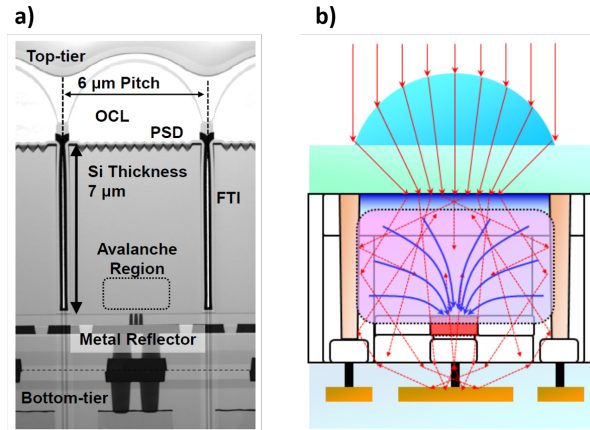 a)
Top-tier
6 µm Pitch
OCL
PSD
Si Thickness
7 µm
FTI
Avalanche
Region
Metal Reflector
Bottom-tier
b)